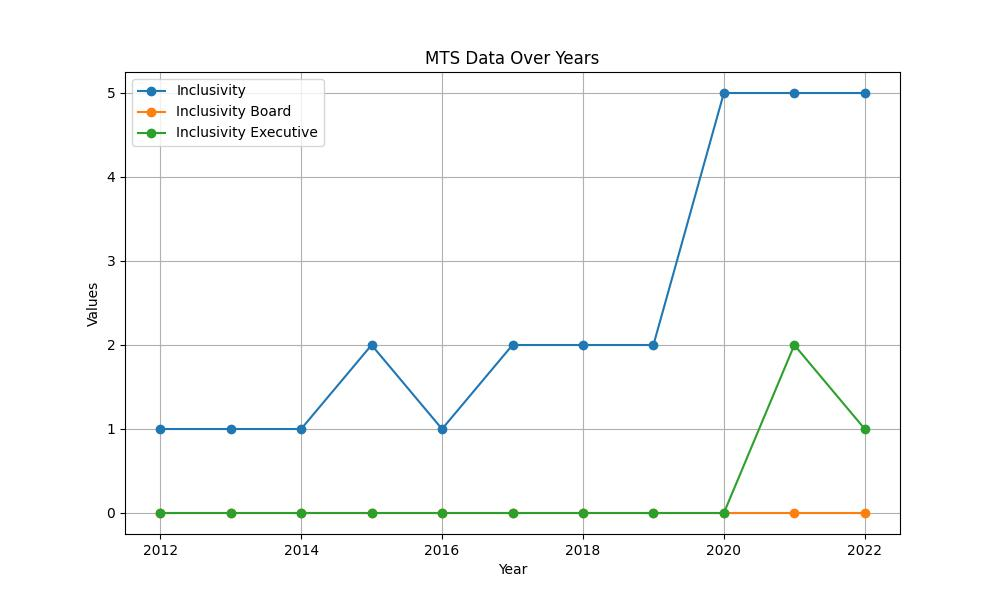 MTS Data Over Years
Inclusivity
Inclusivity Board
Inclusivity Executive
5
4
3
2
1
0
Values
2012 2014 2016 2018 2020 2022
Year